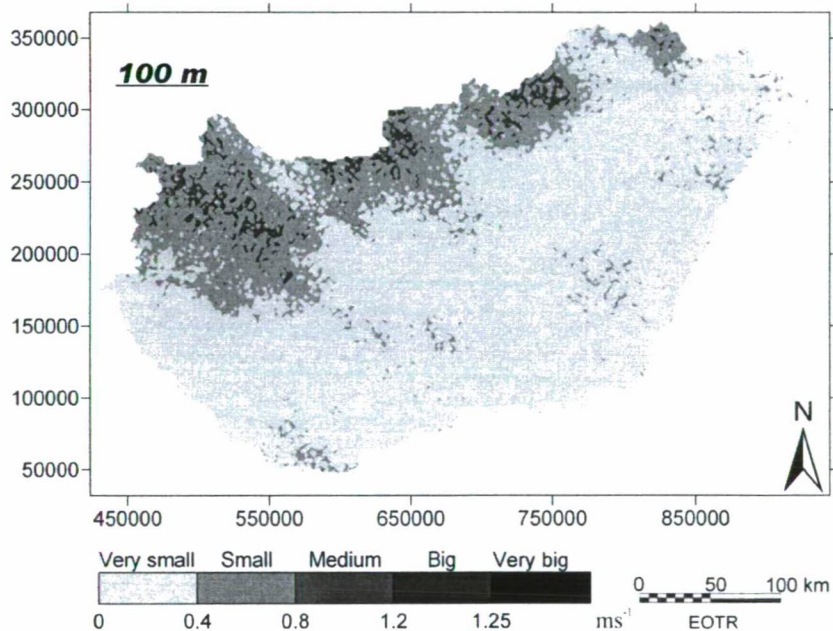 350000
100 m
300000
250000
200000
150000
100000
50000
N
450000 550000 650000 750000 850000
Very small Small Medium Big Very big
0 0.4 0.8 1.2 1.25 ms⁻¹
0 50 100 km
EOTR